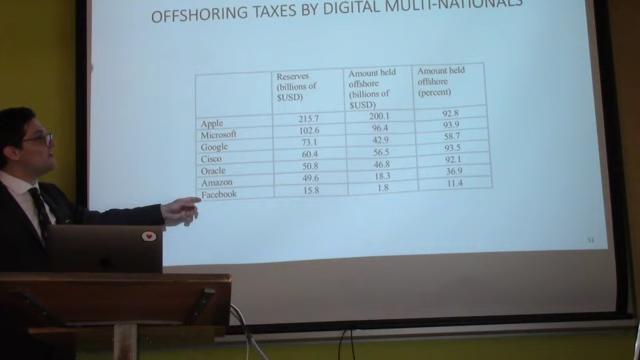 OFFSHORING TAXES BY DIGITAL MULTI-NATIONALS
Reserves (billions of $USD) Amount held offshore (billions of $USD) Amount held offshore (percent)
Apple 215.7 200.1 92.8
Microsoft 102.6 96.4 93.9
Google 73.1 42.9 58.7
Cisco 60.4 56.5 93.5
Oracle 50.8 46.8 92.1
Amazon 49.6 18.3 36.9
Facebook 15.8 1.8 11.4